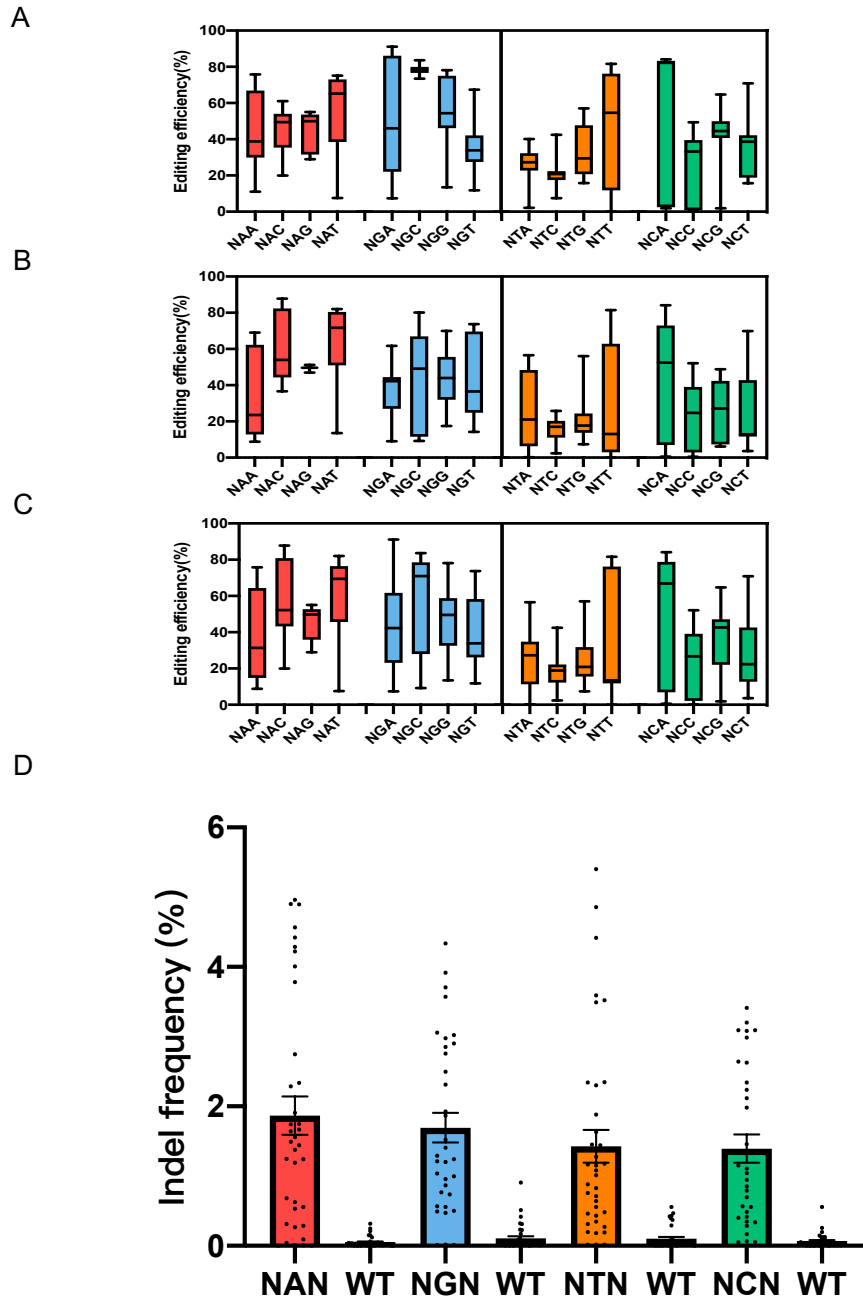 A
Editing efficiency(%)
100
80
60
40
20
0
NAA NAC NAG NAT NGA NGC NGG NGT NTA NTC NTG NTT NCA NCC NCG NCT
B
Editing efficiency(%)
100
80
60
40
20
0
NAA NAC NAG NAT NGA NGC NGG NGT NTA NTC NTG NTT NCA NCC NCG NCT
C
Editing efficiency(%)
100
80
60
40
20
0
NAA NAC NAG NAT NGA NGC NGG NGT NTA NTC NTG NTT NCA NCC NCG NCT
D
Indel frequency (%)
6
4
2
0
NAN WT NGN WT NTN WT NCN WT